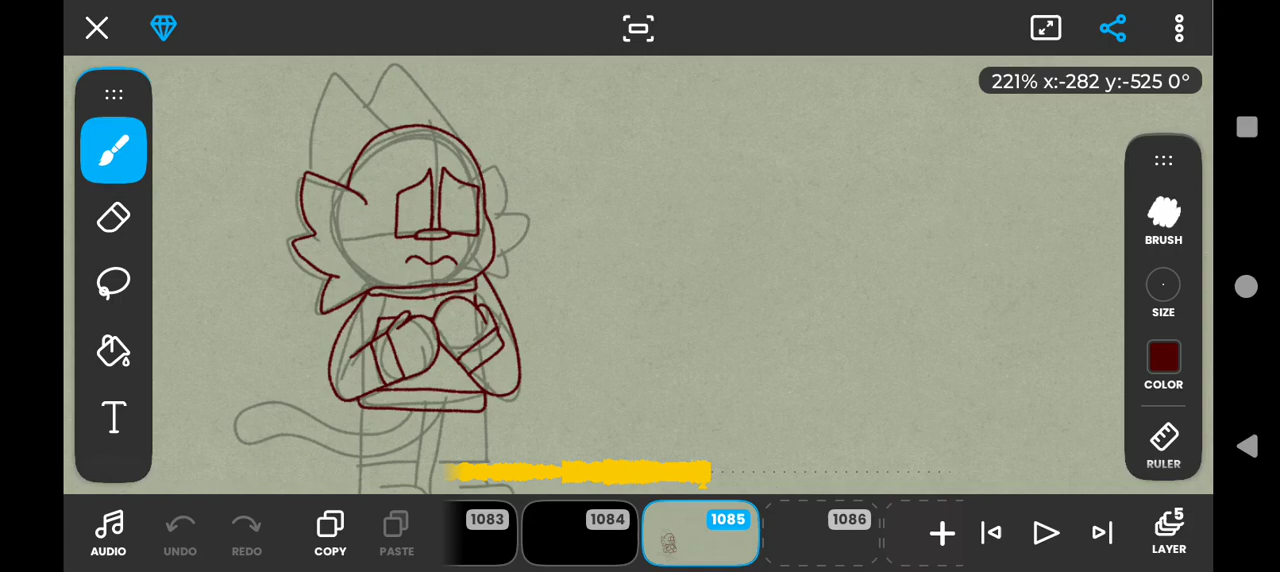 221% x:-282 y:-525 0°
BRUSH
SIZE
COLOR
RULER
T
1083
1084
1085
1086
5
AUDIO
UNDO
REDO
COPY
PASTE
LAYER